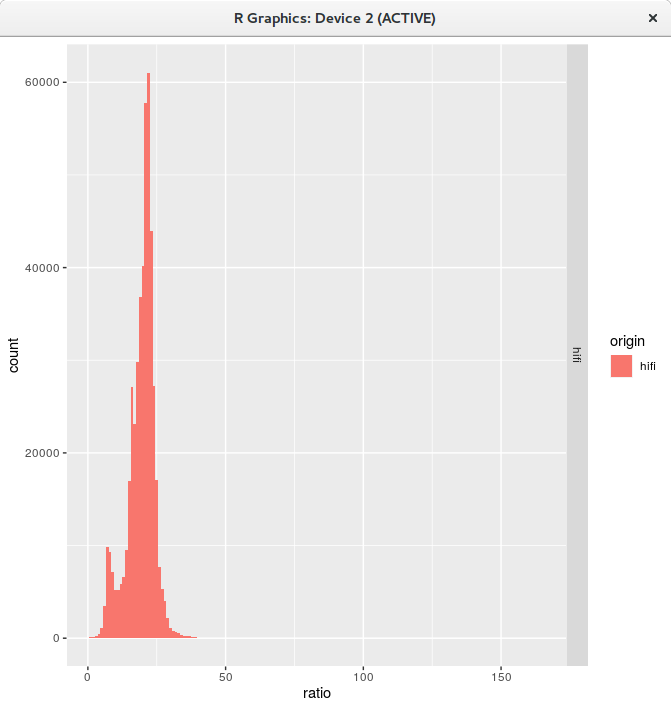 R Graphics: Device 2 (ACTIVE)
60000
40000
20000
0
count
0 50 100 150
ratio
hifi
origin
hifi